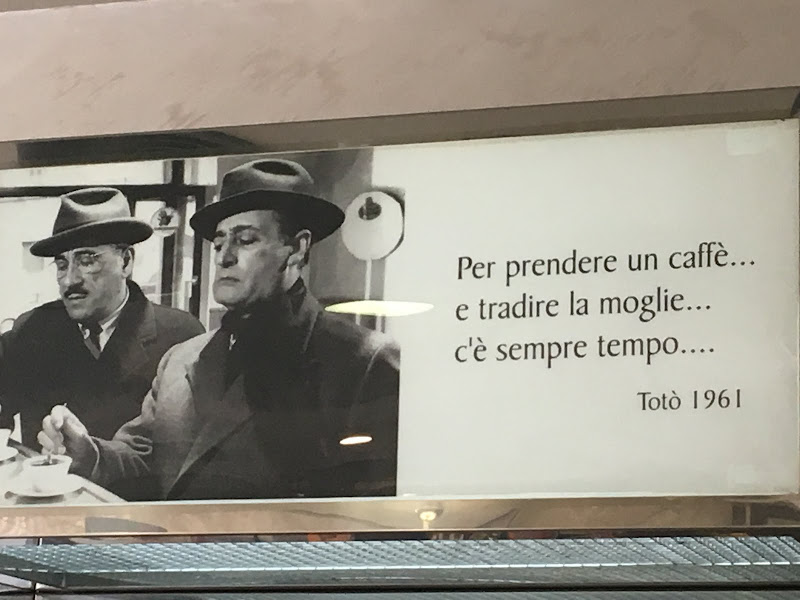 Per prendere un caffè...
e tradire la moglie...
c'è sempre tempo....
Totò 1961